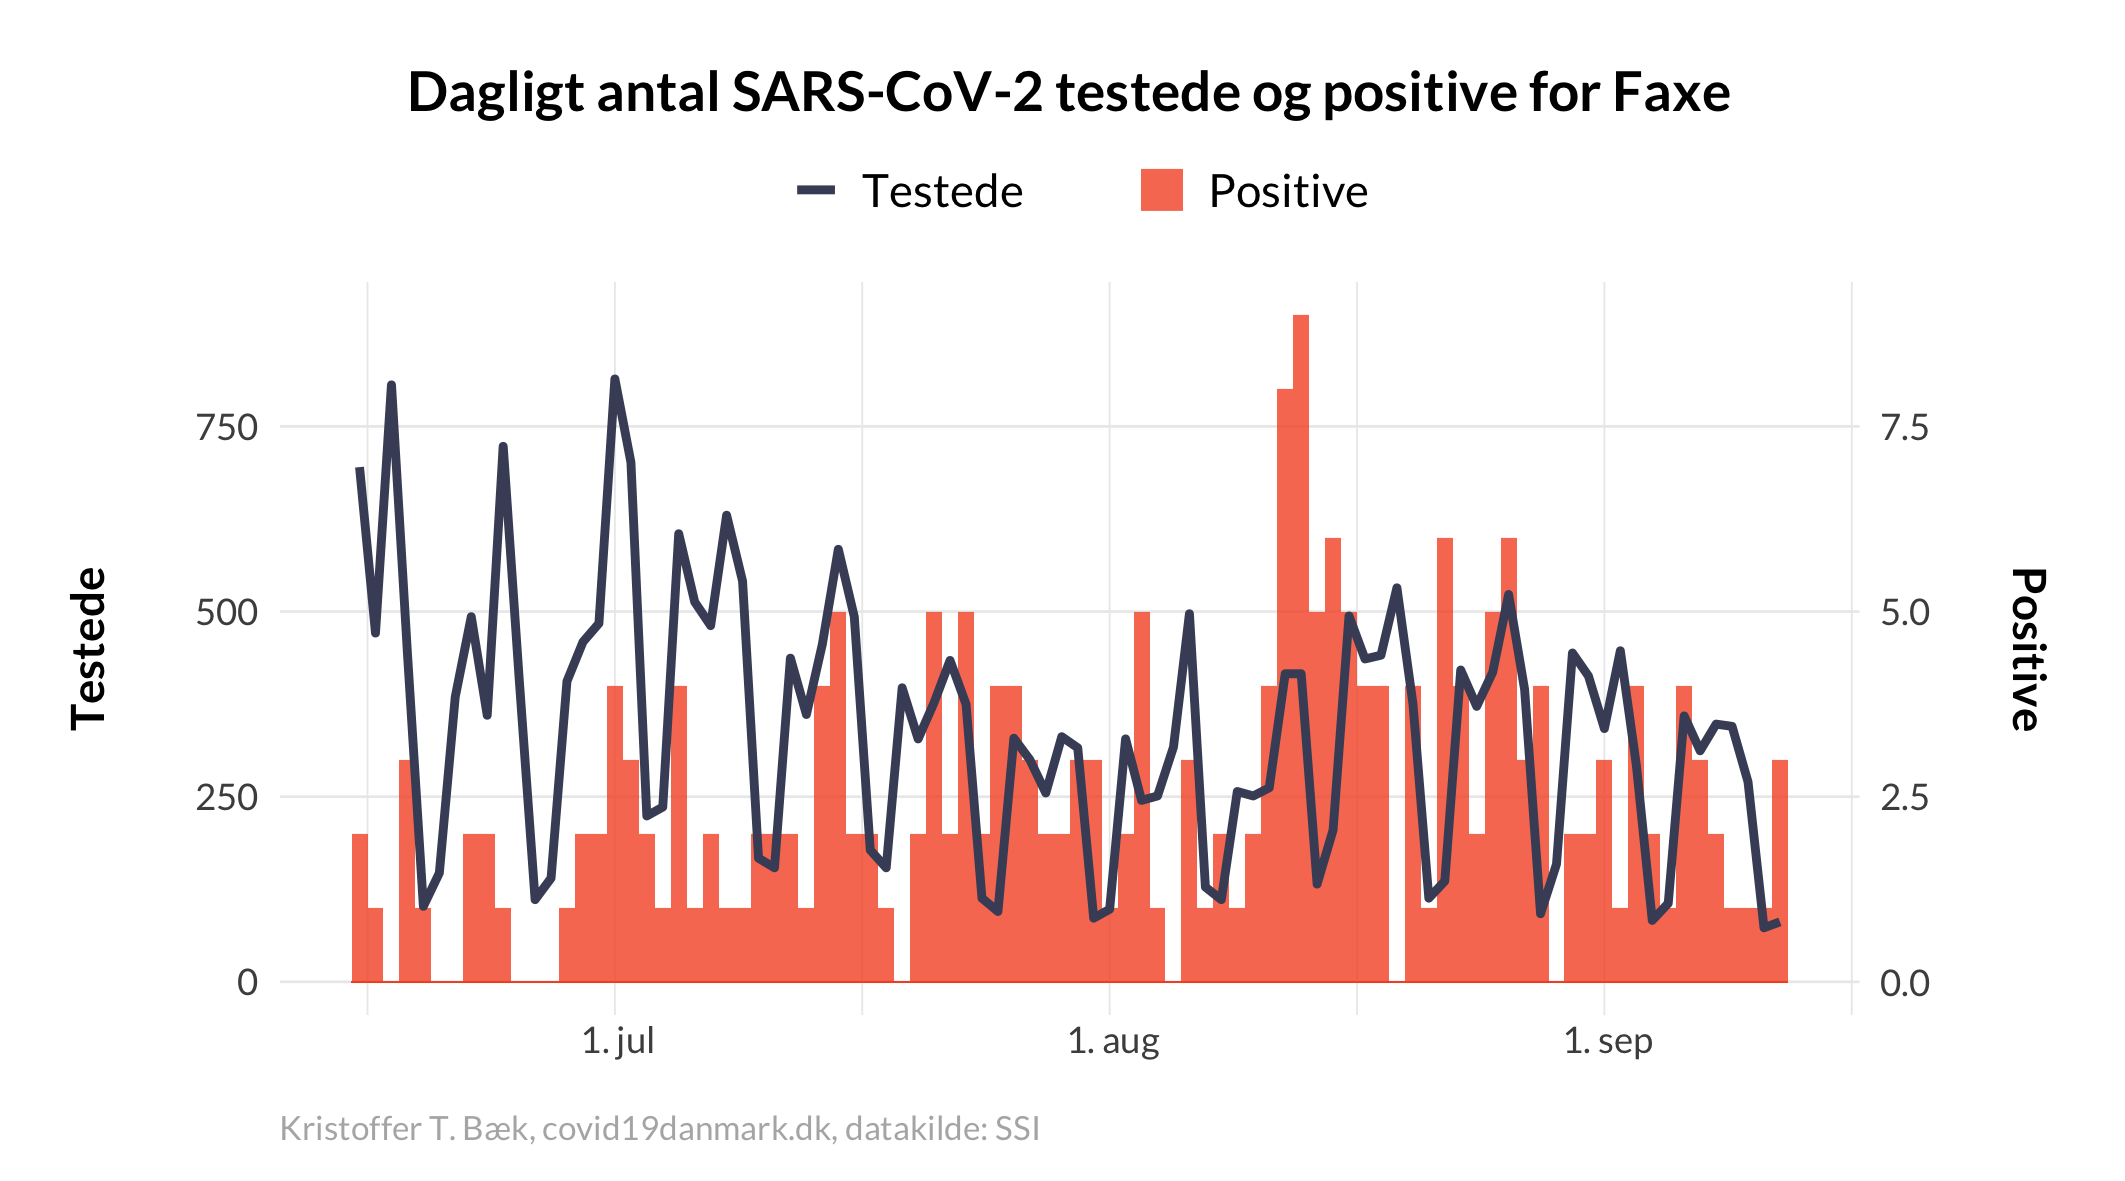 Dagligt antal SARS-CoV-2 testede og positive for Faxe
Testede
Positive
Testede
750
500
250
0
7.5
5.0
2.5
0.0
Positive
1. jul
1. aug
1. sep
Kristoffer T. Bæk, covid19danmark.dk, datakilde: SSI